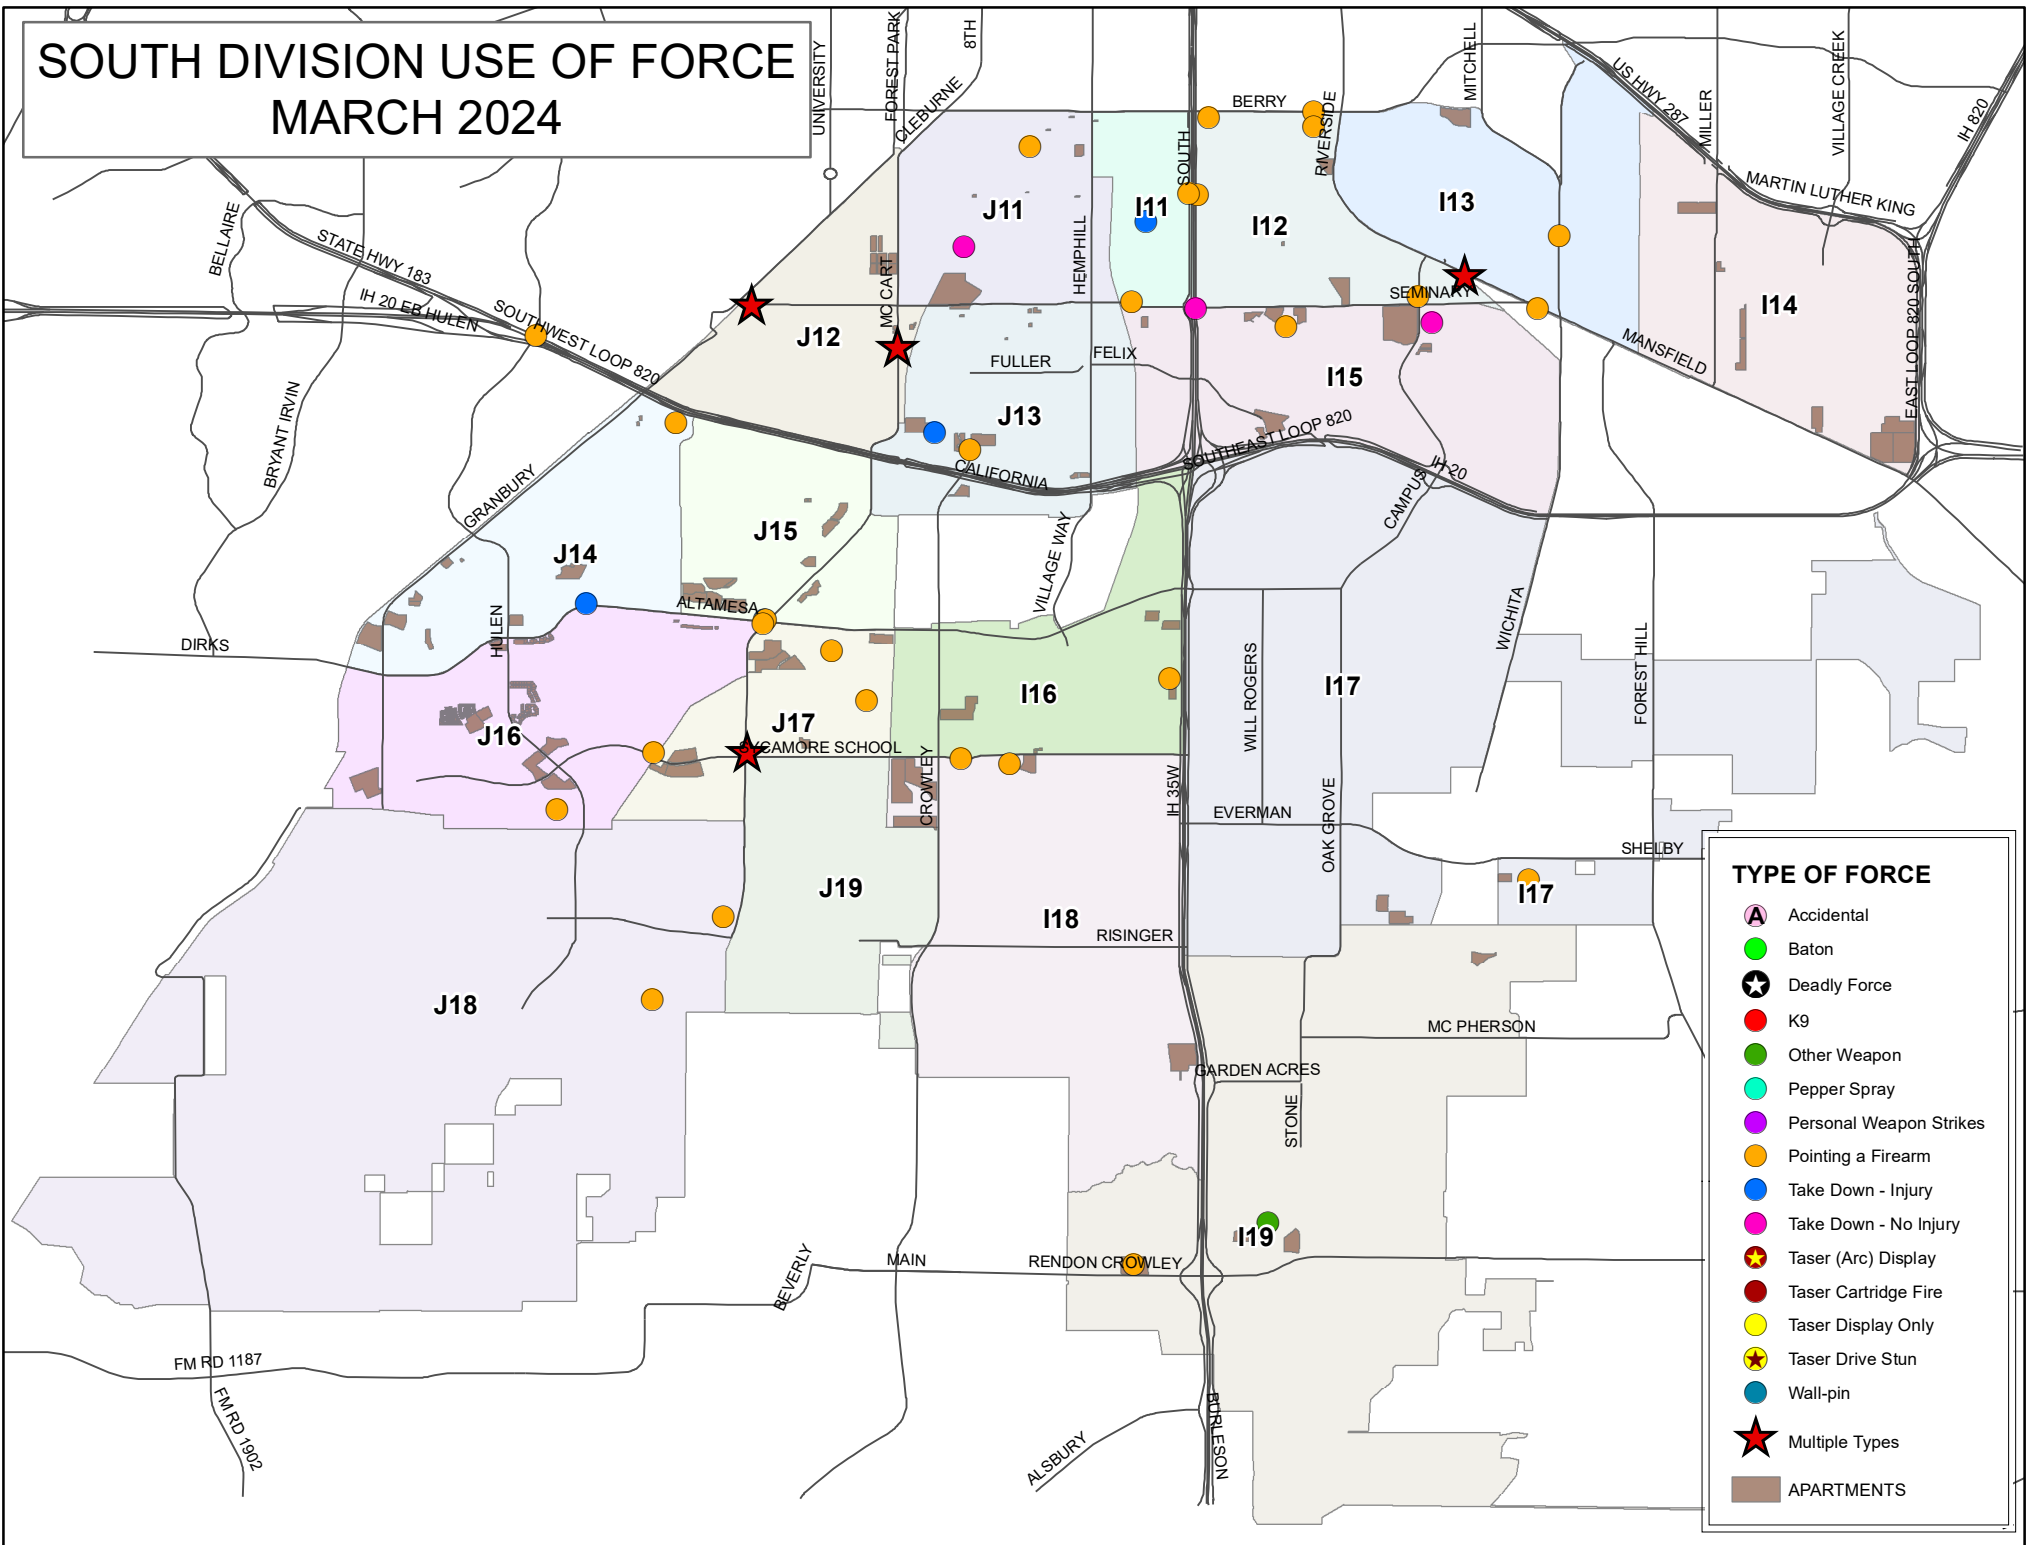 SOUTH DIVISION USE OF FORCE
MARCH 2024
UNIVERSITY
FOREST PARK
8TH
CLEBURNE
BERRY
SOUTH
RIVERSIDE
MITCHELL
US HWY 287
MILLER
VILLAGE CREEK
IH 820
MARTIN LUTHER KING
BELLAIRE
STATE HWY 183
IH 20 EB HULEN
SOUTHWEST LOOP 820
MC CART
HEMPHILL
J11
I11
I12
I13
I14
SEMINARY
EAST LOOP 820 SOUTH
J12
FULLER
FELIX
MANSFIELD
BRYANT IRVIN
J13
I15
SOUTHEAST LOOP 820
CALIFORNIA
IH 20
CAMPUS
GRANBURY
J14
J15
VILLAGE WAY
ALTAMESA
HULEN
DIRKS
WICHITA
FOREST HILL
WILL ROGERS
I16
I17
J16
J17
SYCAMORE SCHOOL
CROWLEY
IH 35W
EVERMAN
OAK GROVE
SHELBY
J19
I17
I18
RISINGER
J18
MC PHERSON
GARDEN ACRES
STONE
I19
MAIN
RENDON CROWLEY
BEVERLY
FM RD 1187
FM RD 1902
ALSBURY
BURLESON
TYPE OF FORCE
A Accidental
Baton
Deadly Force
K9
Other Weapon
Pepper Spray
Personal Weapon Strikes
Pointing a Firearm
Take Down - Injury
Take Down - No Injury
Taser (Arc) Display
Taser Cartridge Fire
Taser Display Only
Taser Drive Stun
Wall-pin
Multiple Types
APARTMENTS